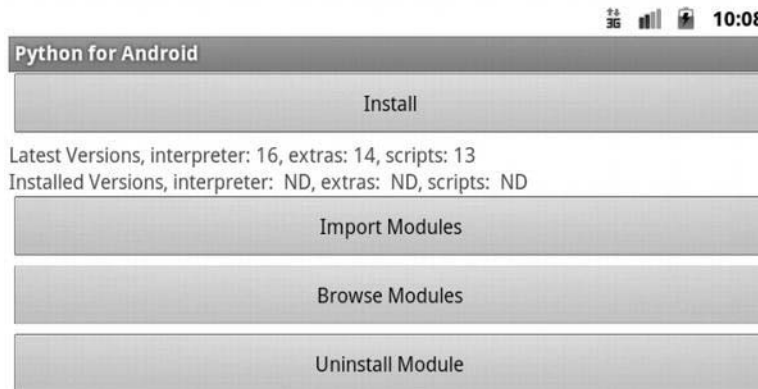 3G 10:08
Python for Android
Install
Latest Versions, interpreter: 16, extras: 14, scripts: 13
Installed Versions, interpreter: ND, extras: ND, scripts: ND
Import Modules
Browse Modules
Uninstall Module